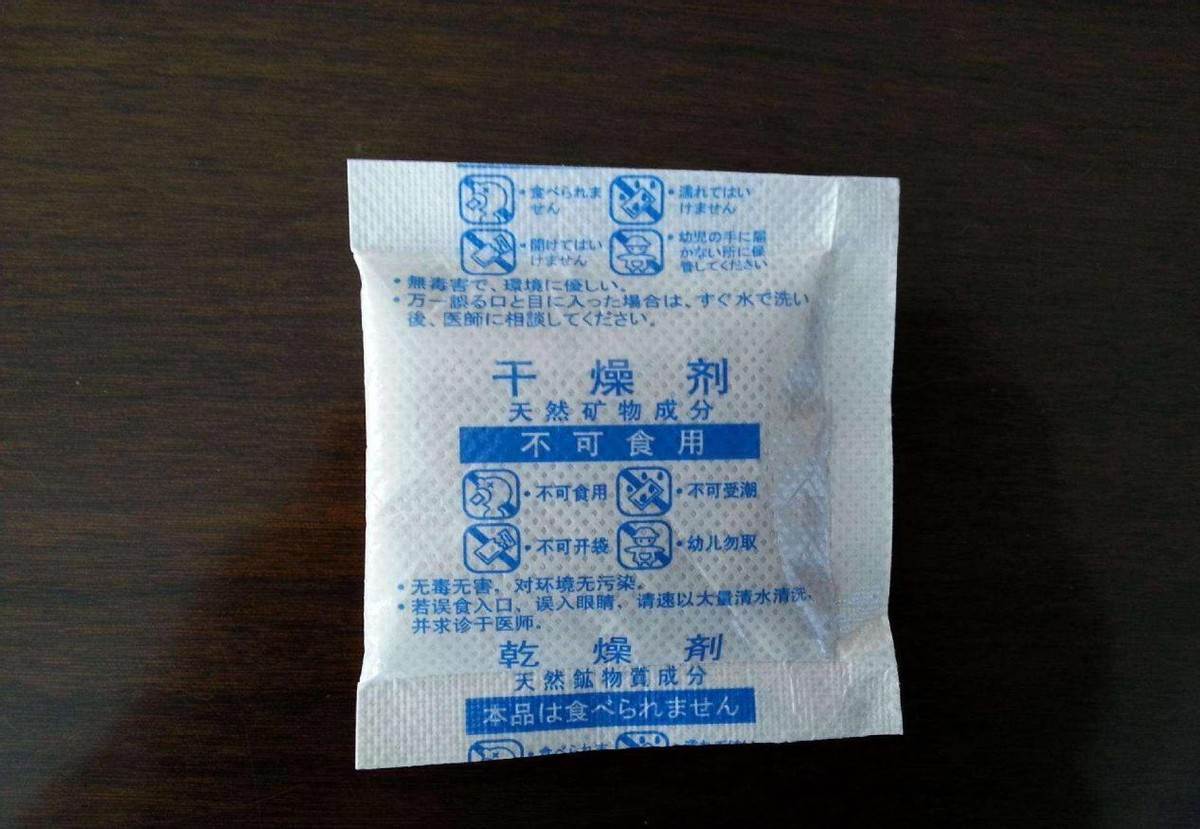 ・食べられま
せん
・濡れてはい
けません
・開けてはい
けません
・幼児の手に届
かない所に保
管してください
・無毒害で、環境に優しい。
・万一誤る口と目に入った場合は、すぐ水で洗い
後、医師に相談してください。
干燥剂
天然矿物成分
不可食用
・不可食用
・不可受潮
・不可开袋
・幼儿勿取
・无毒无害，对环境无污染。
・若误食入口、误入眼睛，请速以大量清水清洗，
并求诊于医师。
乾燥剤
天然鉱物質成分
本品は食べられません
・食べられま